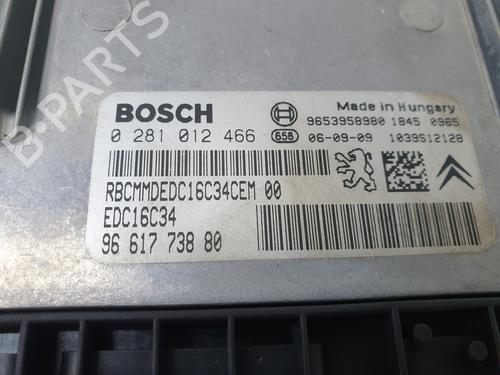 B-PARTS
BOSCH
Made in Hungary
9653958980 1845 0965
0 281 012 466 658 06-09-09 1039S12128
RBCMMDEDC16C34CEM 00
EDC16C34
96 617 738 80